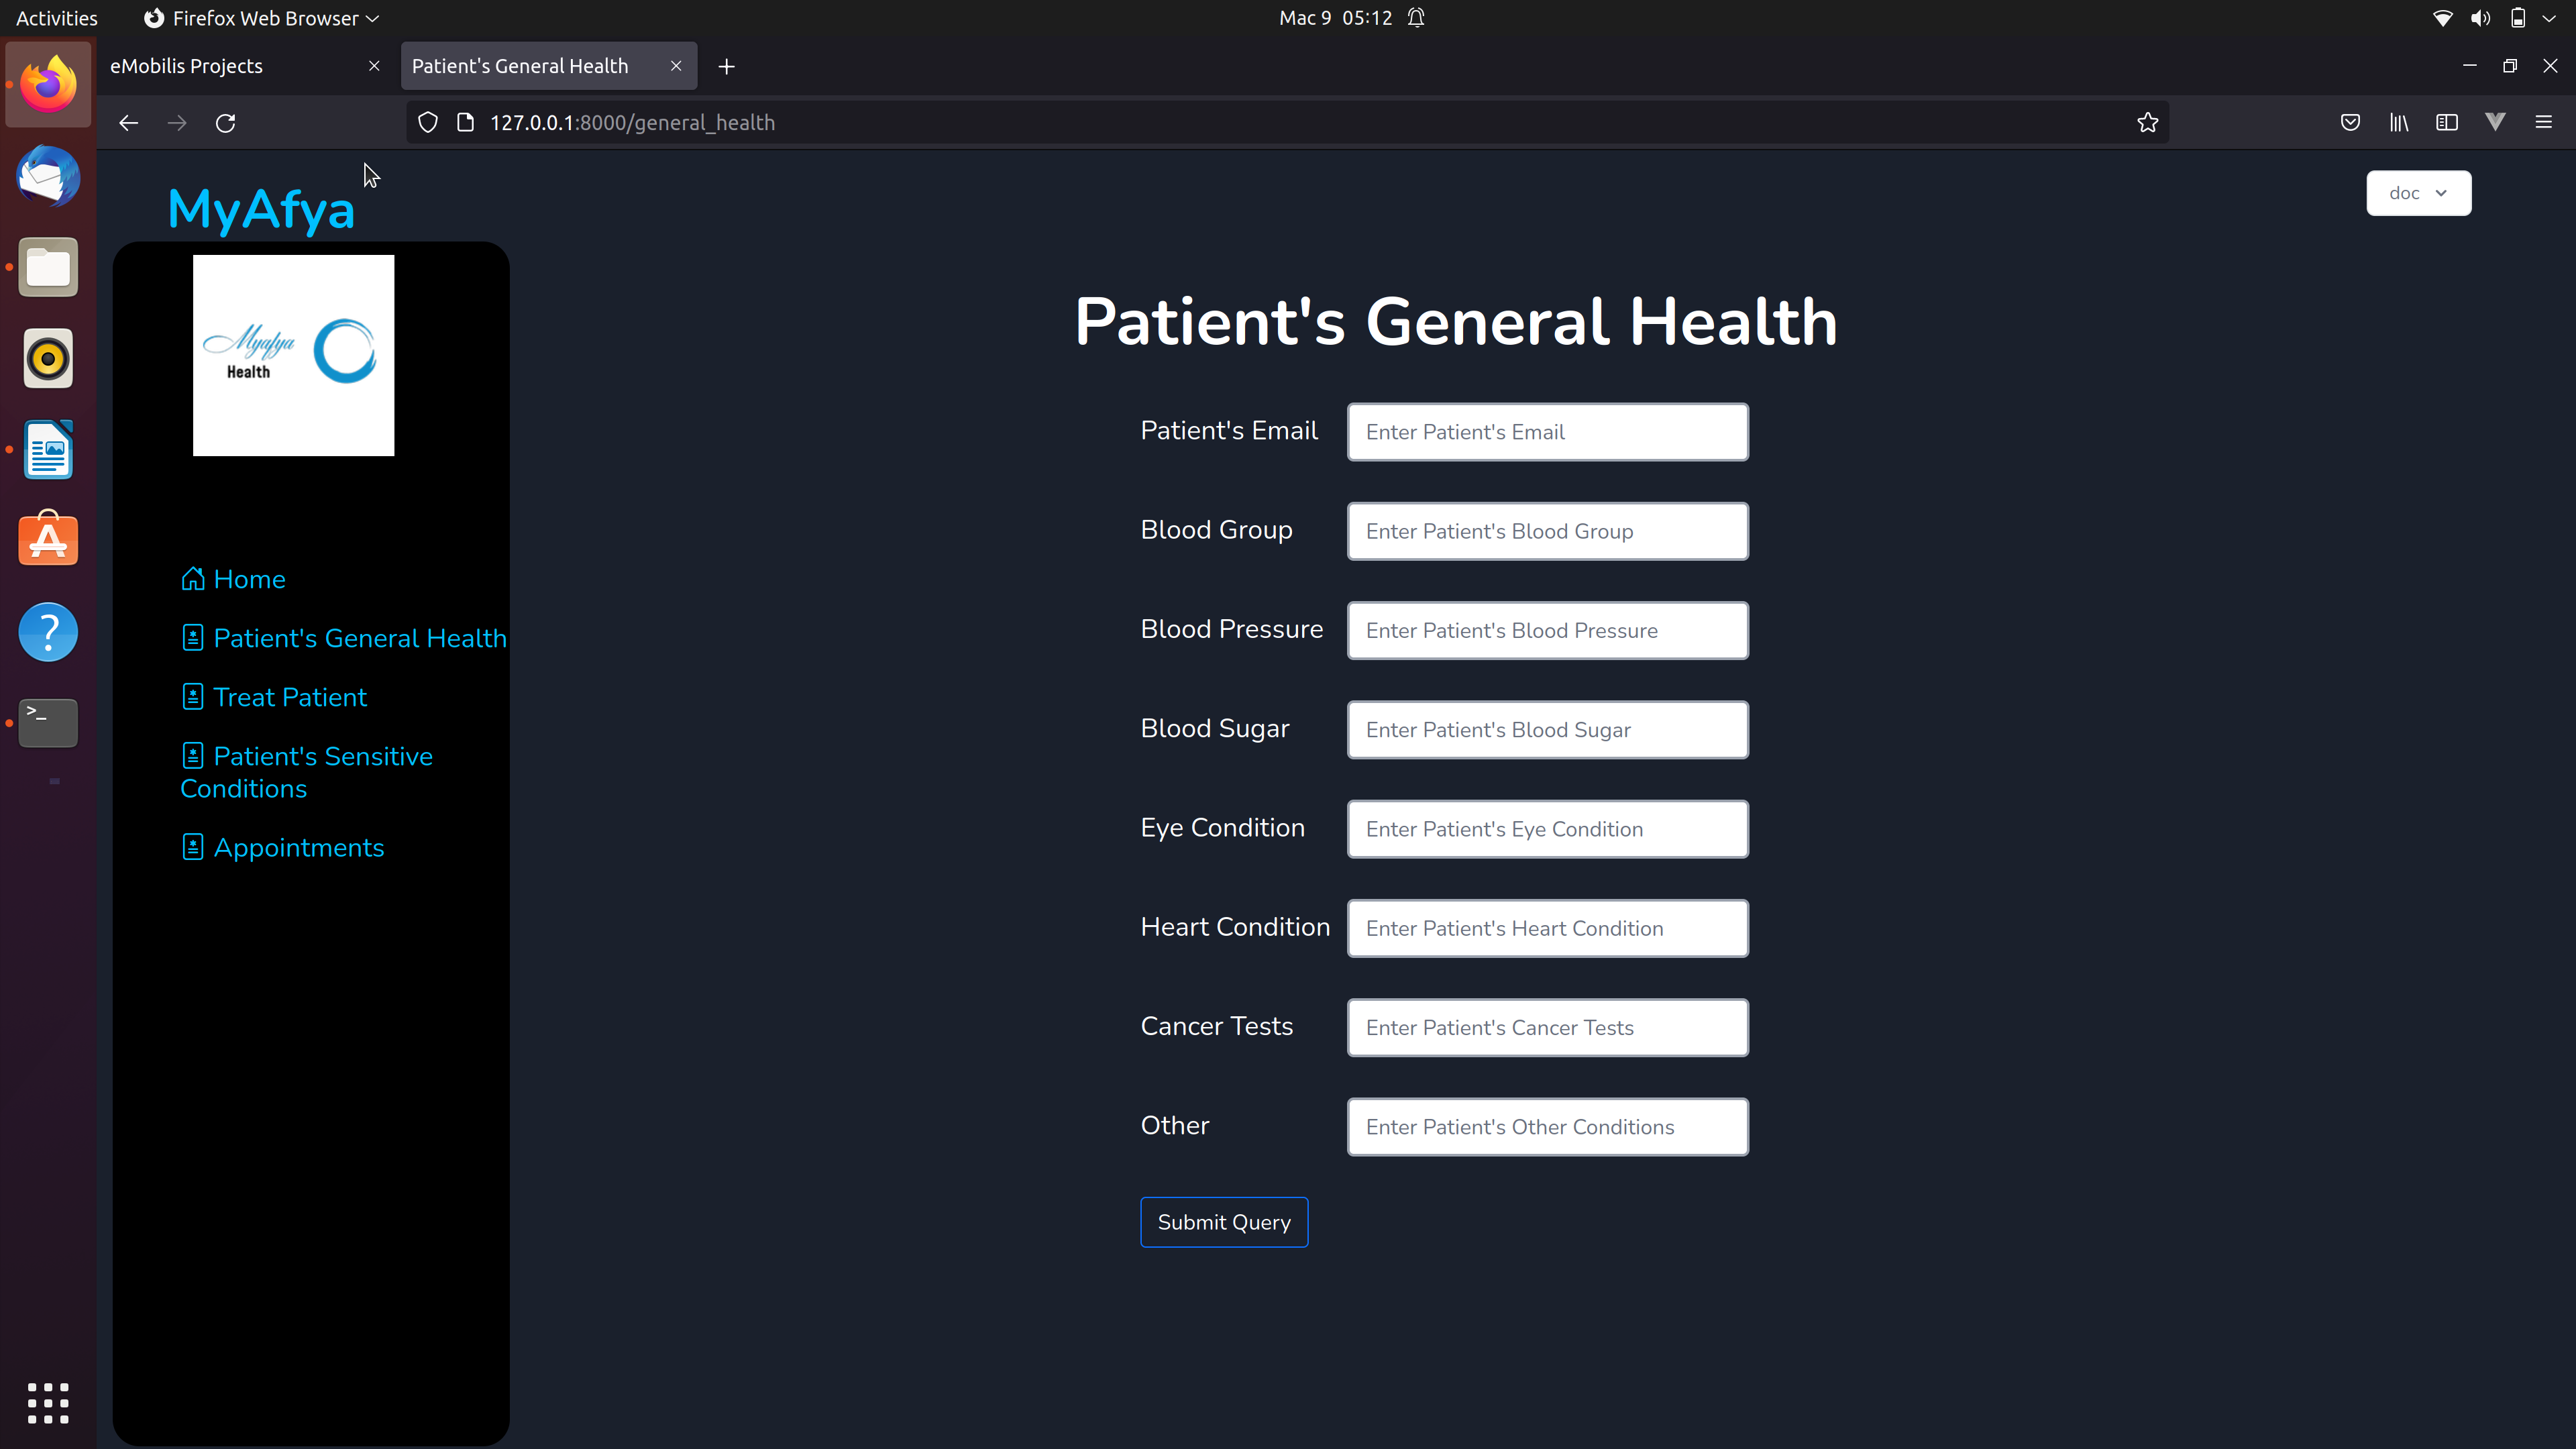 Activities
Firefox Web Browser
Mac 9 05:12
eMobilis Projects
Patient's General Health
127.0.0.1:8000/general_health
MyAfya
doc
Myafya
Health
Home
Patient's General Health
Treat Patient
Patient's Sensitive
Conditions
Appointments
Patient's General Health
Patient's Email
Enter Patient's Email
Blood Group
Enter Patient's Blood Group
Blood Pressure
Enter Patient's Blood Pressure
Blood Sugar
Enter Patient's Blood Sugar
Eye Condition
Enter Patient's Eye Condition
Heart Condition
Enter Patient's Heart Condition
Cancer Tests
Enter Patient's Cancer Tests
Other
Enter Patient's Other Conditions
Submit Query